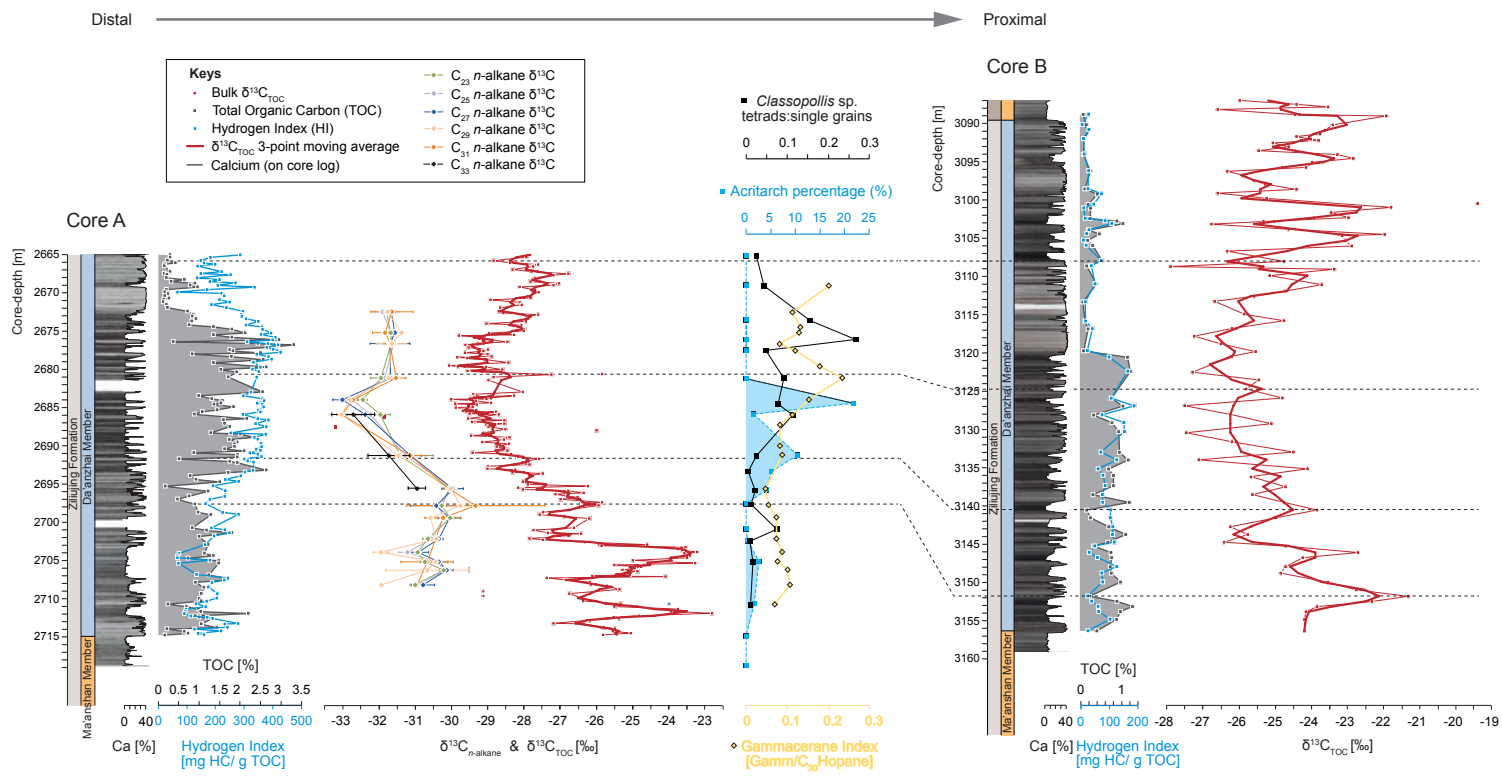 Distal
Proximal
Core B
Keys
Bulk δ¹³C_TOC
Total Organic Carbon (TOC)
Hydrogen Index (HI)
δ¹³C_TOC 3-point moving average
Calcium (on core log)
C₂₃ n-alkane δ¹³C
C₂₅ n-alkane δ¹³C
C₂₇ n-alkane δ¹³C
C₂₉ n-alkane δ¹³C
C₃₁ n-alkane δ¹³C
C₃₃ n-alkane δ¹³C
Classopollis sp.
tetrads:single grains
0 0.1 0.2 0.3
Acritarch percentage (%)
0 5 10 15 20 25
Core A
Core-depth [m]
2665
2670
2675
2680
2685
2690
2695
2700
2705
2710
2715
Ziliujing Formation
Da'anzhai Member
Ma'anshan Member
TOC [%]
0 0.5 1 1.5 2 2.5 3 3.5
0 40
0 100 200 300 400 500
Ca [%]
Hydrogen Index
[mg HC/ g TOC]
-33 -31 -30 -29 -28 -26 -25 -24 -23
δ¹³C_n-alkane & δ¹³C_TOC [‰]
0 0.1 0.2 0.3
Gammacerane Index
[Gamm/C₃₀Hopane]
Core-depth [m]
3090
3095
3100
3105
3110
3115
3120
3125
3130
3135
3140
3145
3150
3155
3160
Ziliujing Formation
Da'anzhai Member
Ma'anshan Member
TOC [%]
0 1
0 40
0 100 200
Ca [%]
Hydrogen Index
[mg HC/ g TOC]
-28 -27 -26 -25 -24 -23 -22 -21 -20 -19
δ¹³C_TOC [‰]